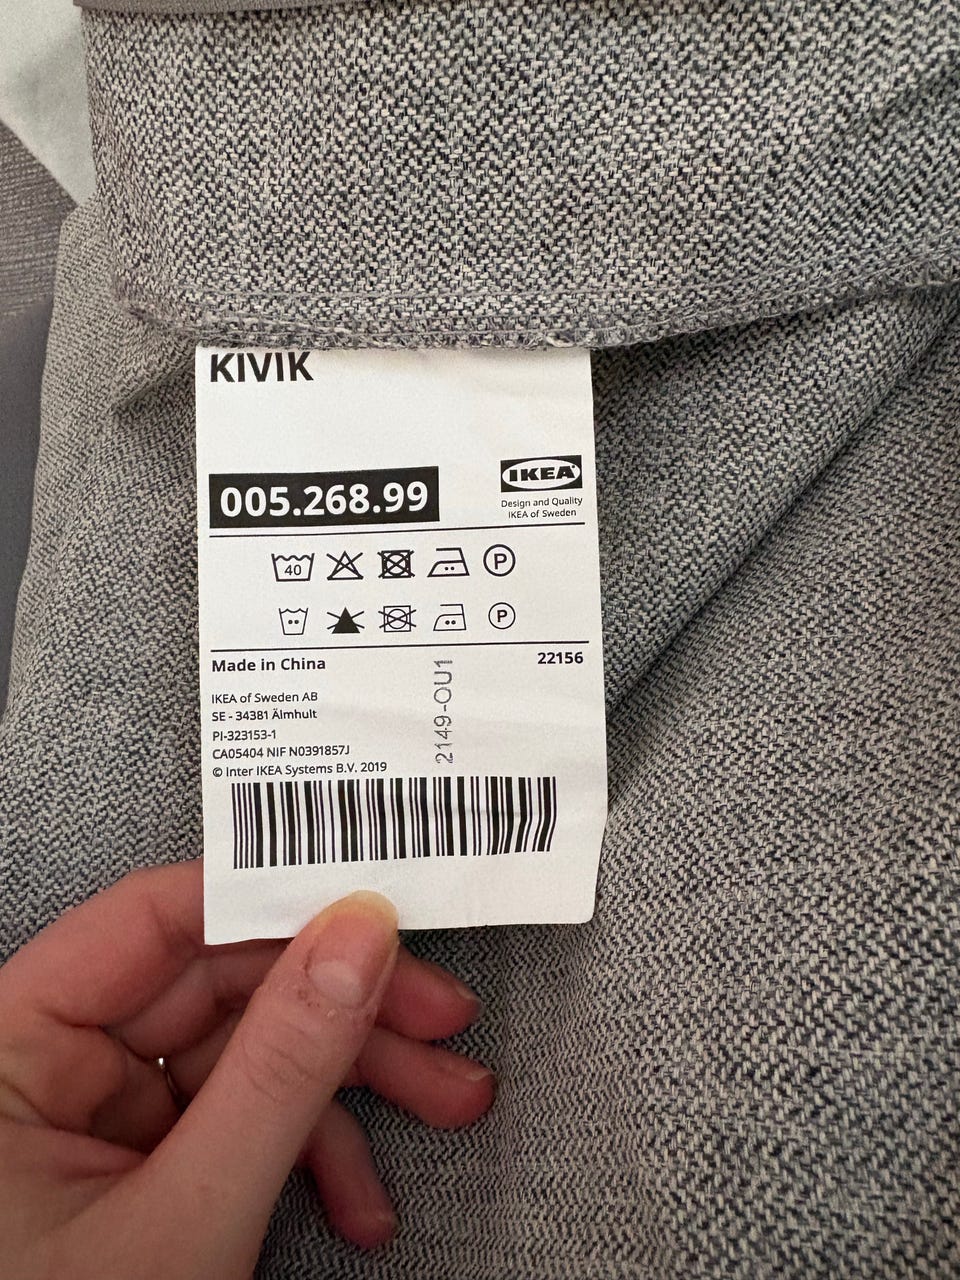 KIVIK
005.268.99
IKEA
Design and Quality
IKEA of Sweden
40
P
P
Made in China
22156
IKEA of Sweden AB
SE - 34381 Älmhult
PI-323153-1
CA05404 NIF N0391857J
© Inter IKEA Systems B.V. 2019
2149-OU1